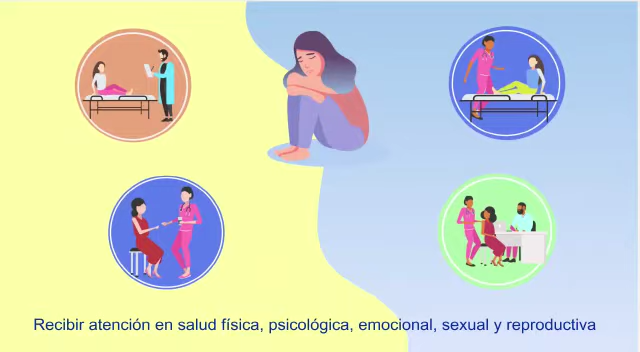 Recibir atención en salud física, psicológica, emocional, sexual y reproductiva